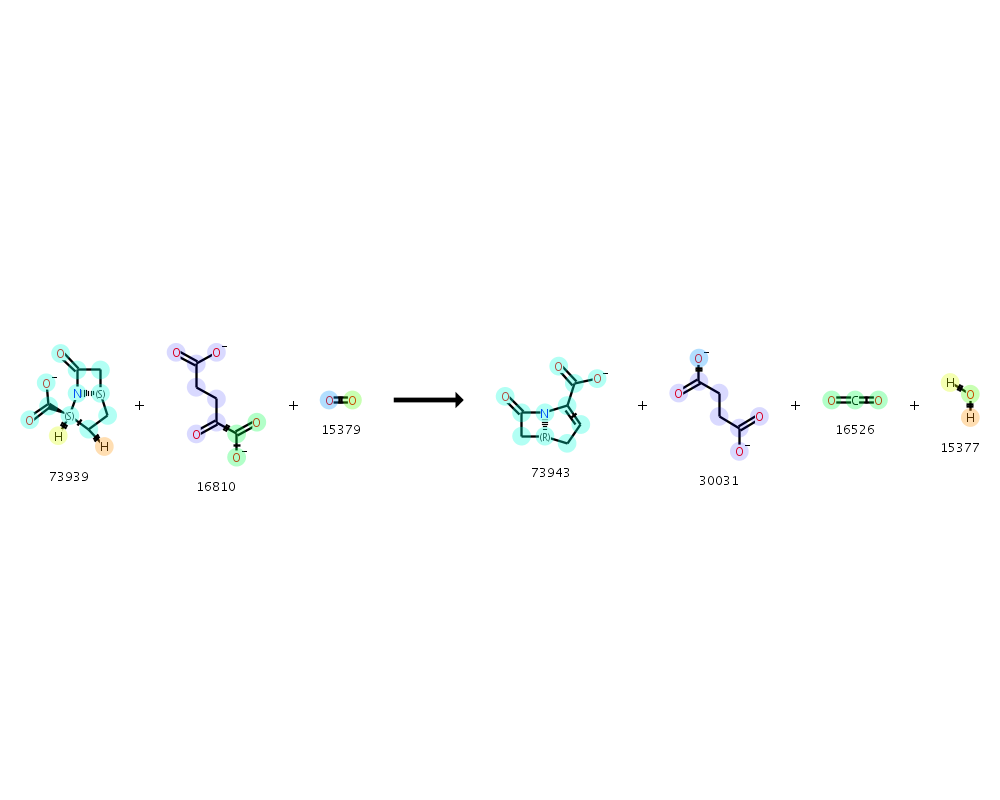 O O⁻ O N (S) (S) O⁻ O H H
73939
+
O O⁻ O O O⁻
16810
+
O O
15379
O O N O⁻ (R)
73943
+
O⁻ O O O⁻
30031
+
O C O
16526
+
H O H
15377